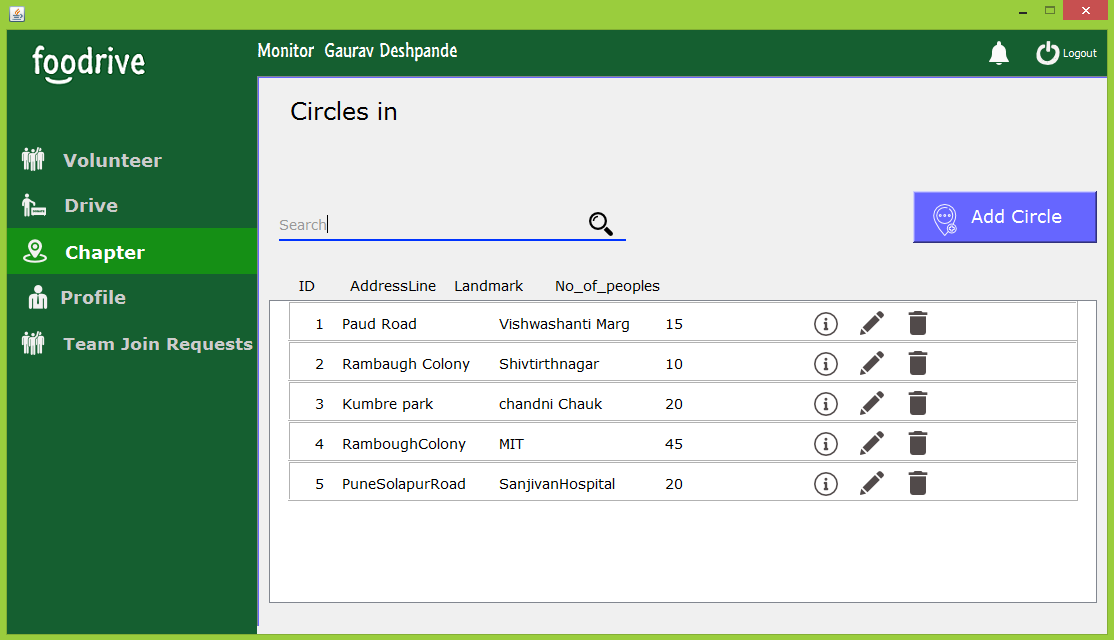 foodrive
Monitor Gaurav Deshpande
Logout
Volunteer
Drive
Chapter
Profile
Team Join Requests
Circles in
Search
Add Circle
ID AddressLine Landmark No_of_peoples
1 Paud Road Vishwashanti Marg 15
2 Rambaugh Colony Shivtirthnagar 10
3 Kumbre park chandni Chauk 20
4 RamboughColony MIT 45
5 PuneSolapurRoad SanjivanHospital 20